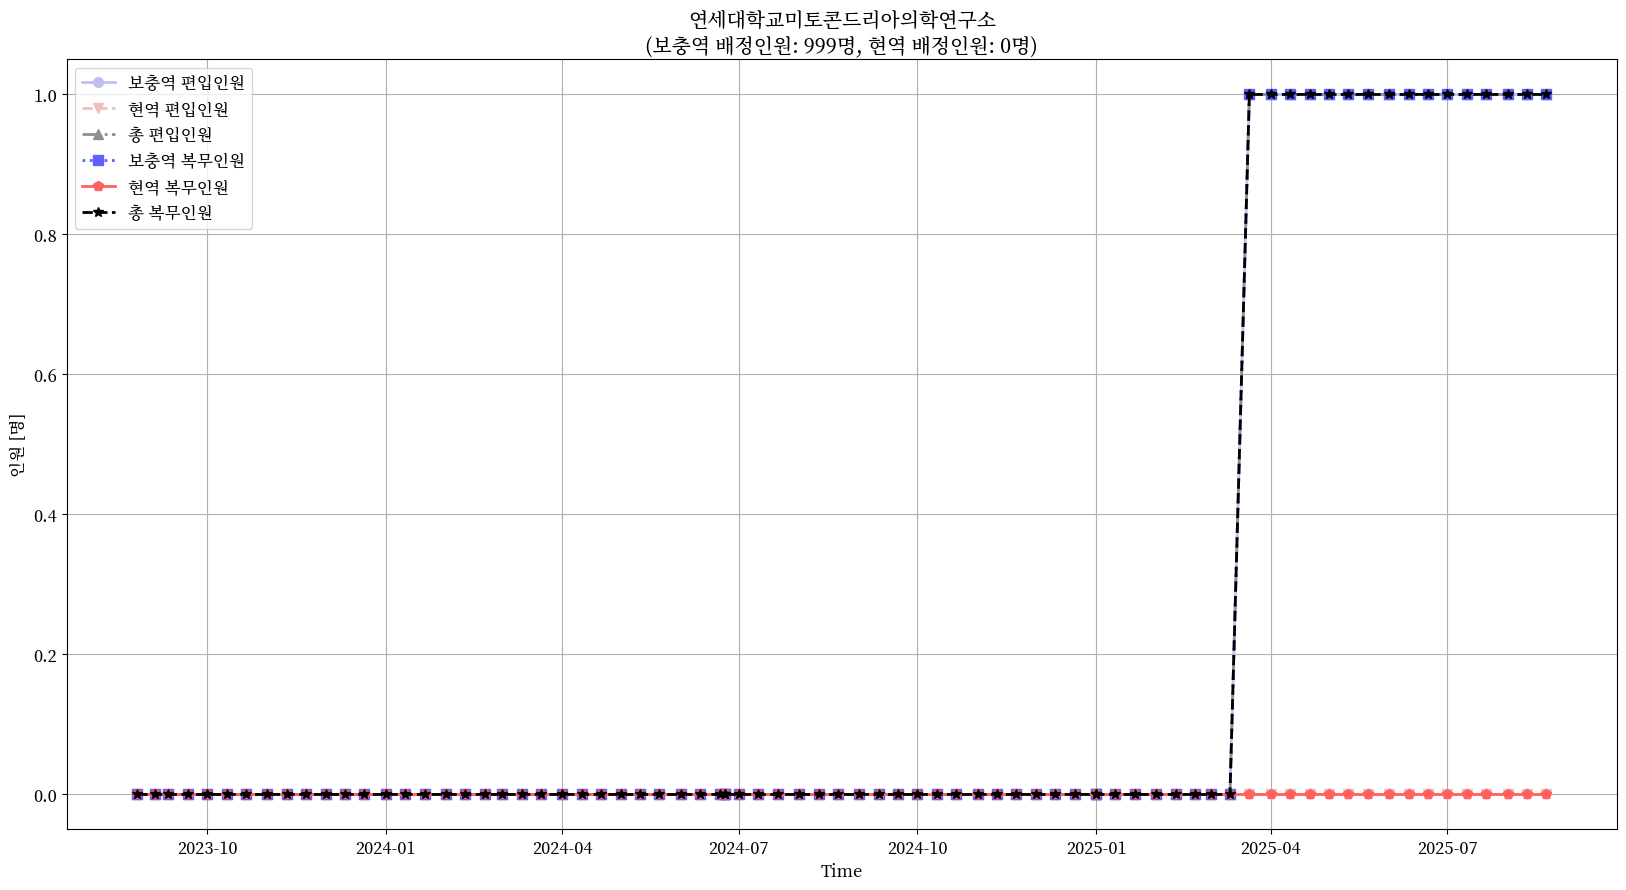 연세대학교미토콘드리아의학연구소
(보충역 배정인원: 999명, 현역 배정인원: 0명)
보충역 편입인원
현역 편입인원
총 편입인원
보충역 복무인원
현역 복무인원
총 복무인원
1.0
0.8
0.6
0.4
0.2
0.0
인원 [명]
2023-10
2024-01
2024-04
2024-07
2024-10
2025-01
2025-04
2025-07
Time